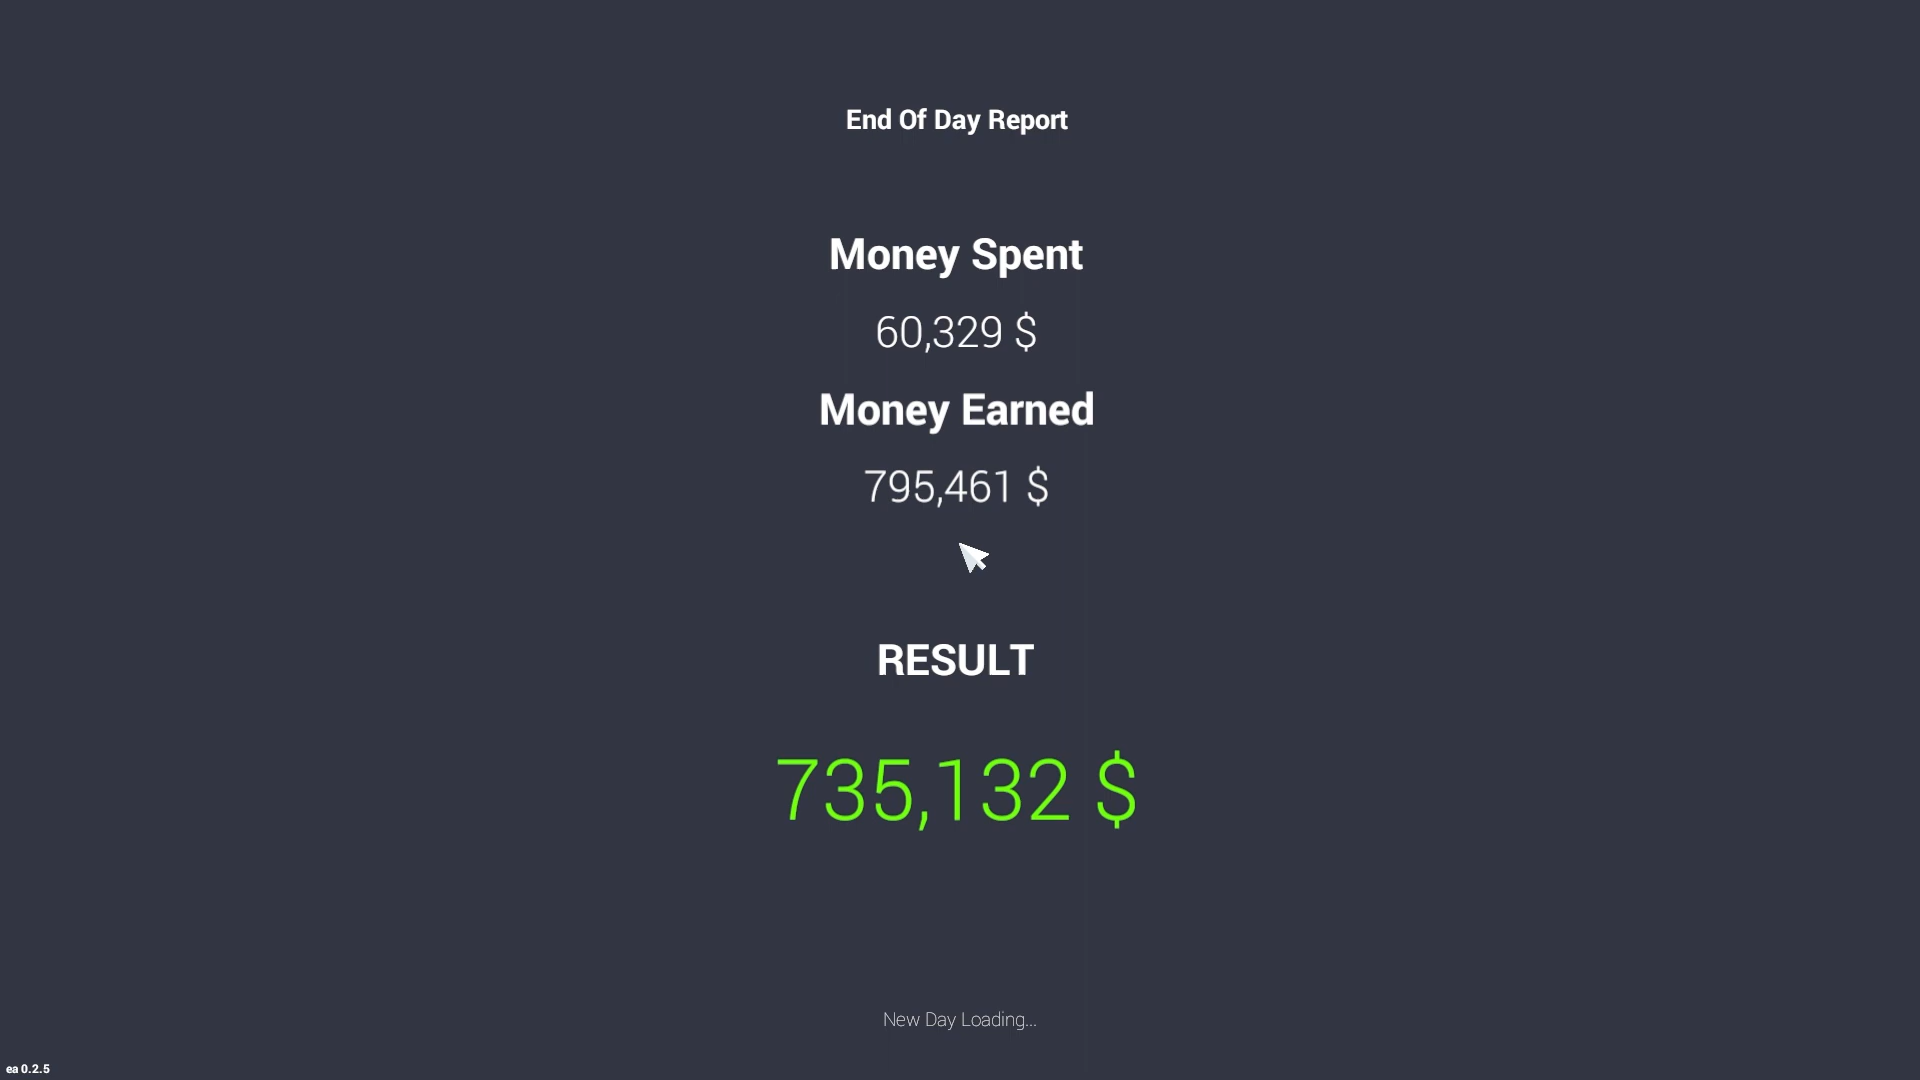 End Of Day Report
Money Spent
60,329 $
Money Earned
795,461 $
RESULT
735,132 $
New Day Loading...
ea 0.2.5